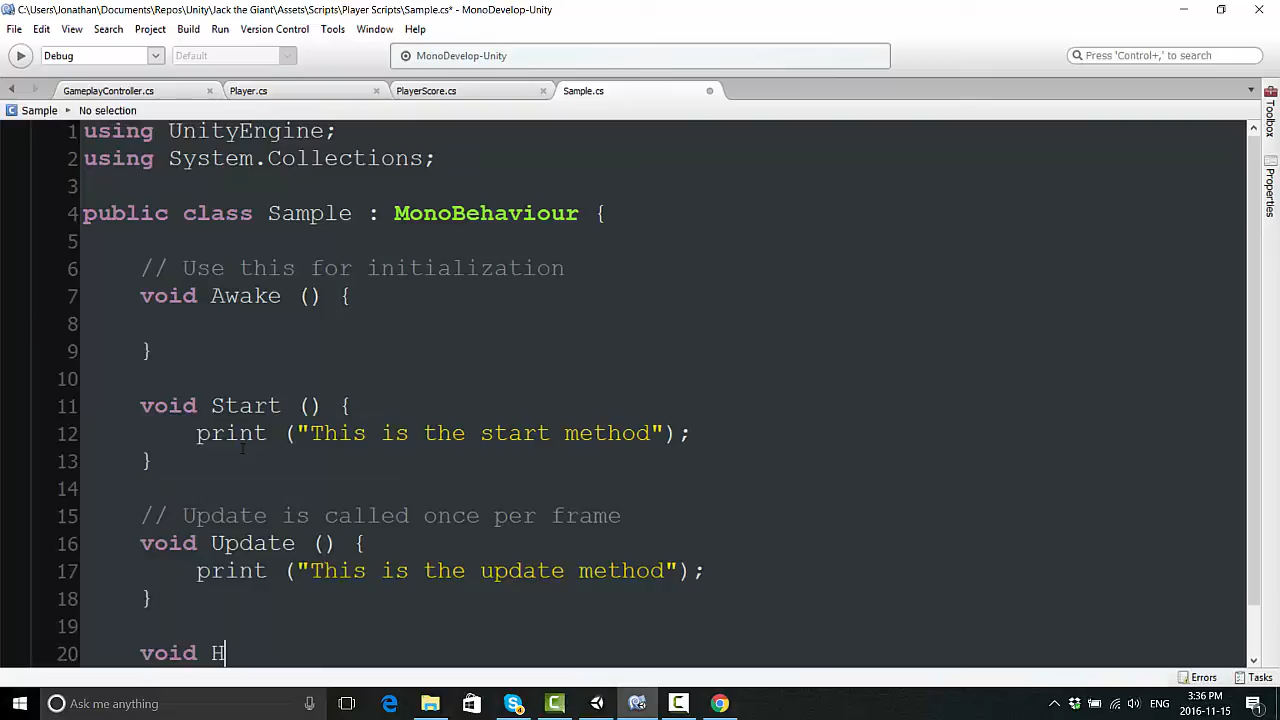 C:\Users\Jonathan\Documents\Repos\Unity\Jack the Giant\Assets\Scripts\Player Scripts\Sample.cs* - MonoDevelop-Unity
File Edit View Search Project Build Run Version Control Tools Window Help
Debug Default MonoDevelop-Unity Press 'Control+,' to search
GameplayController.cs Player.cs PlayerScore.cs Sample.cs
Sample No selection
Toolbox
Properties
1 using UnityEngine;
2 using System.Collections;
3
4 public class Sample : MonoBehaviour {
5
6 // Use this for initialization
7 void Awake () {
8
9 }
10
11 void Start () {
12 print ("This is the start method");
13 }
14
15 // Update is called once per frame
16 void Update () {
17 print ("This is the update method");
18 }
19
20 void H
Errors Tasks
Ask me anything
3:36 PM
2016-11-15